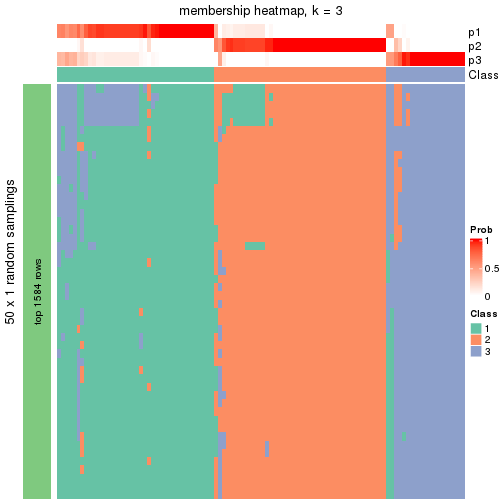 membership heatmap, k = 3
p1
p2
p3
Class
50 x 1 random samplings
top 1584 rows
Prob
1
0.5
0
Class
1
2
3